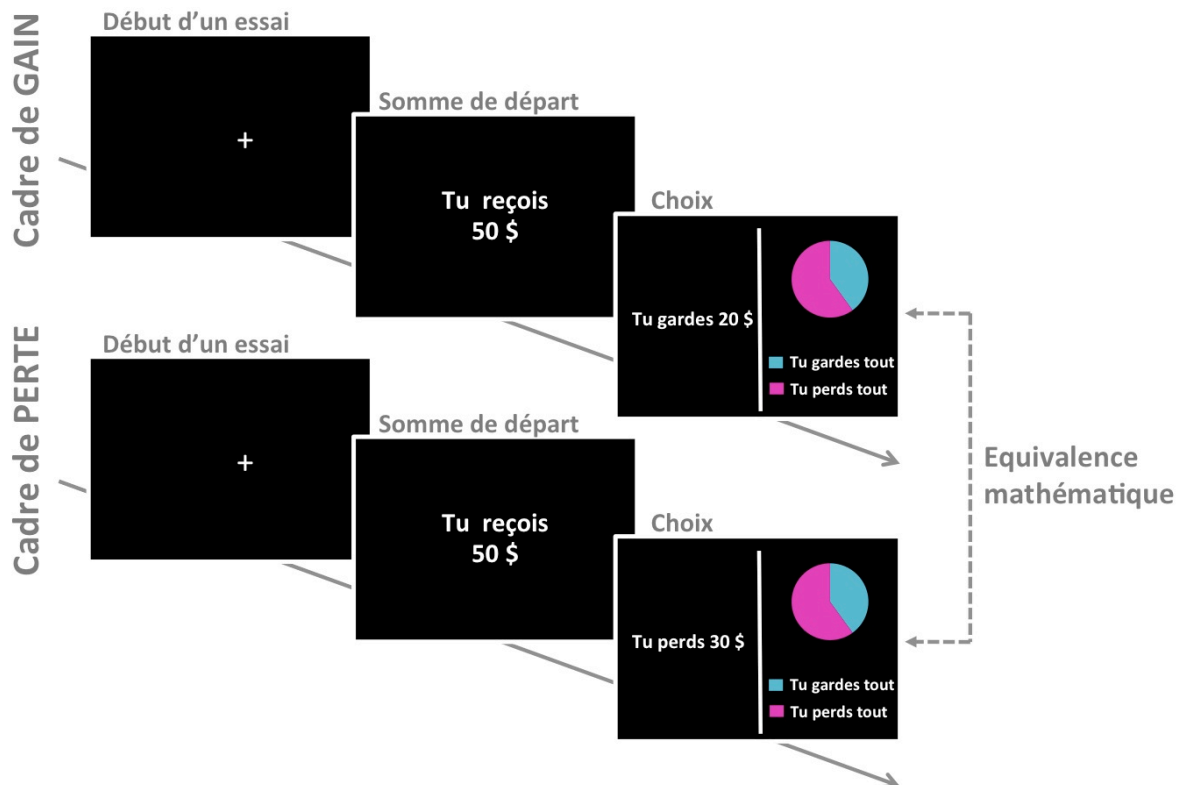 Cadre de GAIN
Début d’un essai
+
Somme de départ
Tu reçois
50 $
Choix
Tu gardes 20 $
Tu gardes tout
Tu perds tout
Cadre de PERTE
Début d’un essai
+
Somme de départ
Tu reçois
50 $
Choix
Tu perds 30 $
Tu gardes tout
Tu perds tout
Equivalence
mathématique